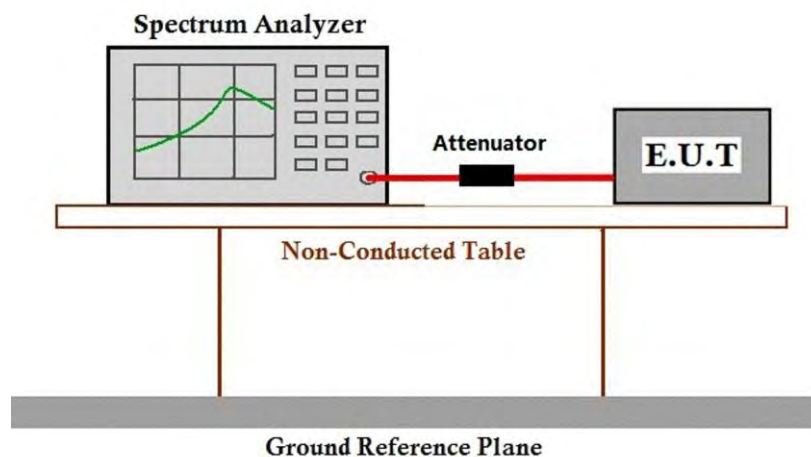 Spectrum Analyzer
Attenuator
E.U.T
Non-Conducted Table
Ground Reference Plane